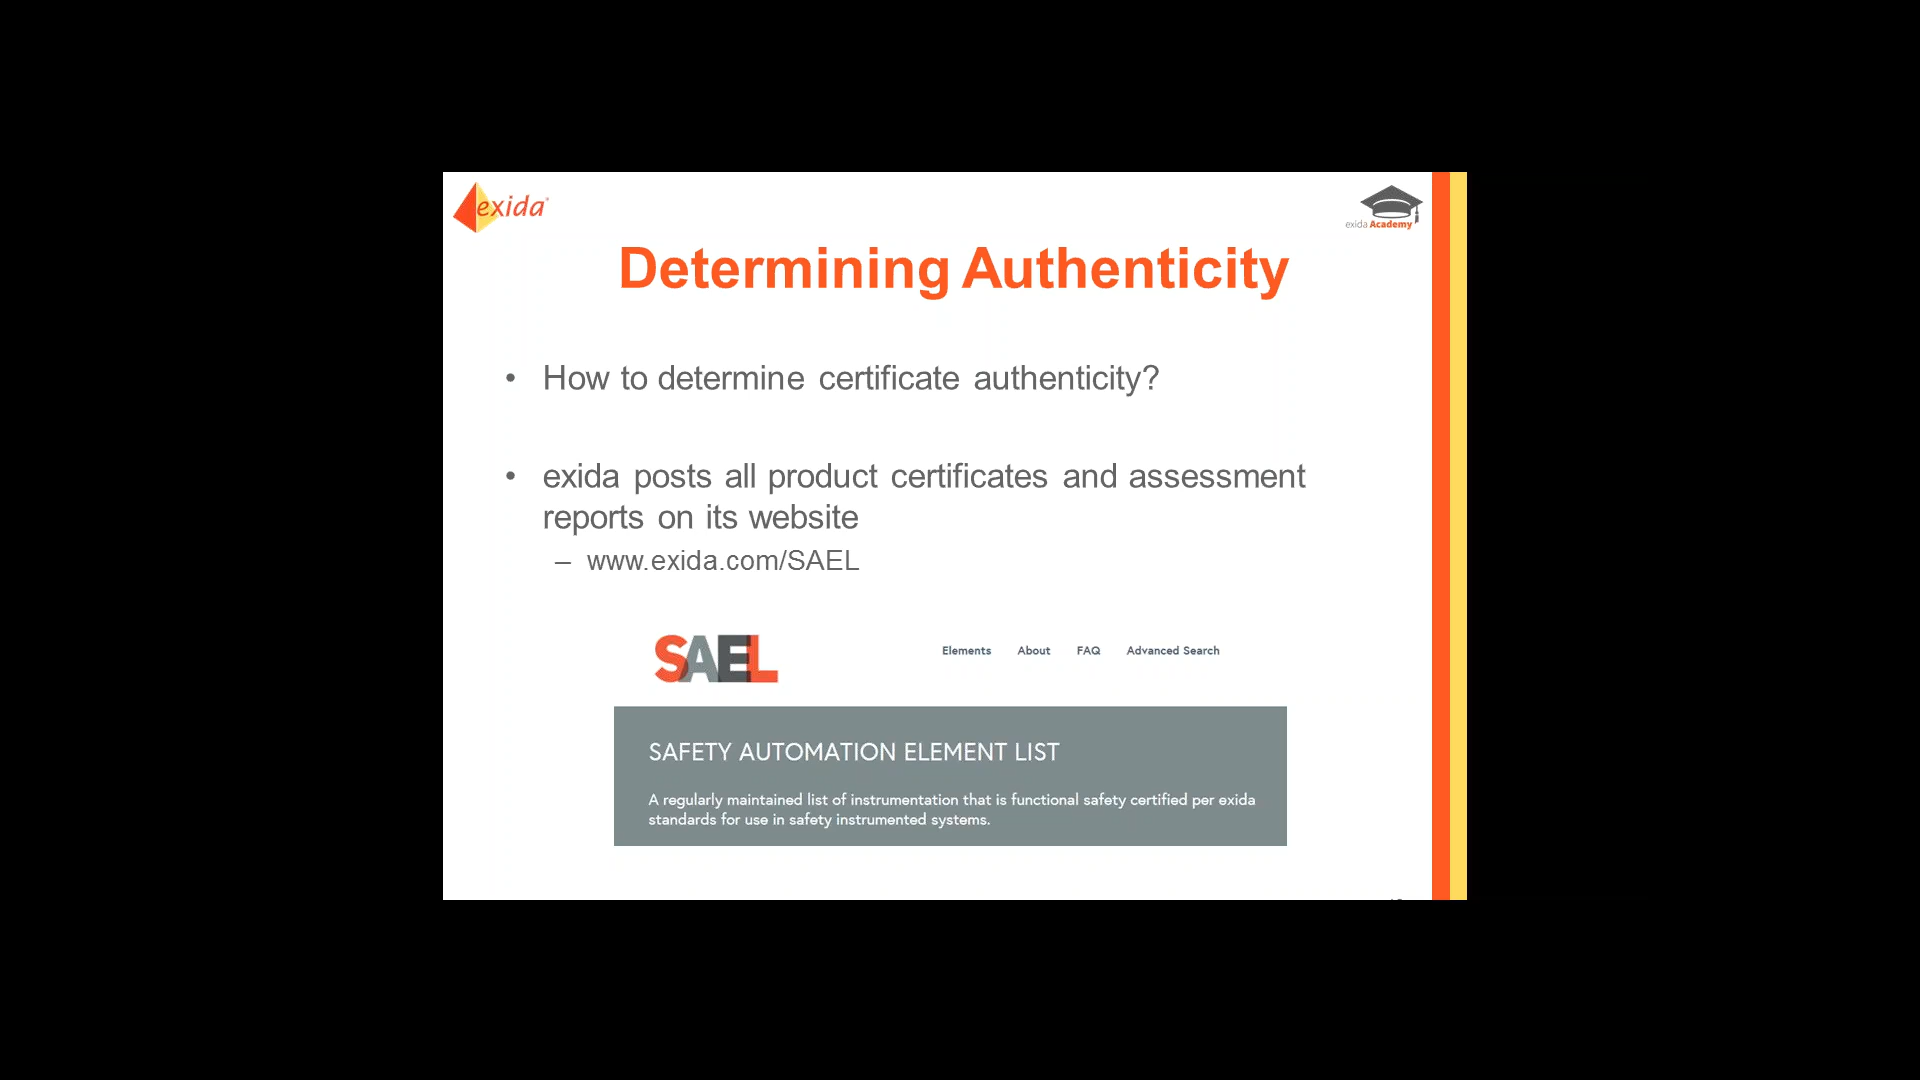 exida
exida Academy
Determining Authenticity
• How to determine certificate authenticity?
• exida posts all product certificates and assessment
reports on its website
– www.exida.com/SAEL
SAEL
Elements About FAQ Advanced Search
SAFETY AUTOMATION ELEMENT LIST
A regularly maintained list of instrumentation that is functional safety certified per exida
standards for use in safety instrumented systems.